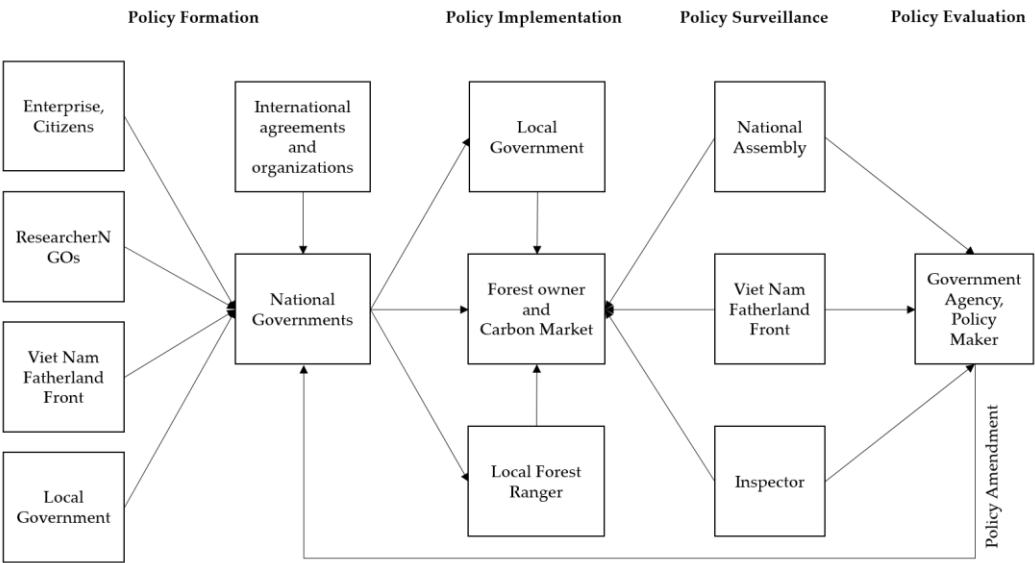 Policy Formation
Policy Implementation
Policy Surveillance
Policy Evaluation
Enterprise,
Citizens
ResearcherN
GOs
Viet Nam
Fatherland
Front
Local
Government
International
agreements
and
organizations
National
Governments
Local
Government
Forest owner
and
Carbon Market
Local Forest
Ranger
National
Assembly
Viet Nam
Fatherland
Front
Inspector
Government
Agency,
Policy
Maker
Policy Amendment